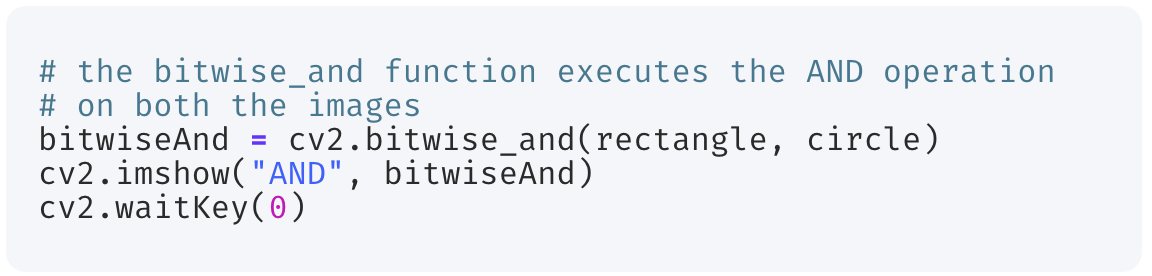 # the bitwise_and function executes the AND operation
# on both the images
bitwiseAnd = cv2.bitwise_and(rectangle, circle)
cv2.imshow("AND", bitwiseAnd)
cv2.waitKey(0)